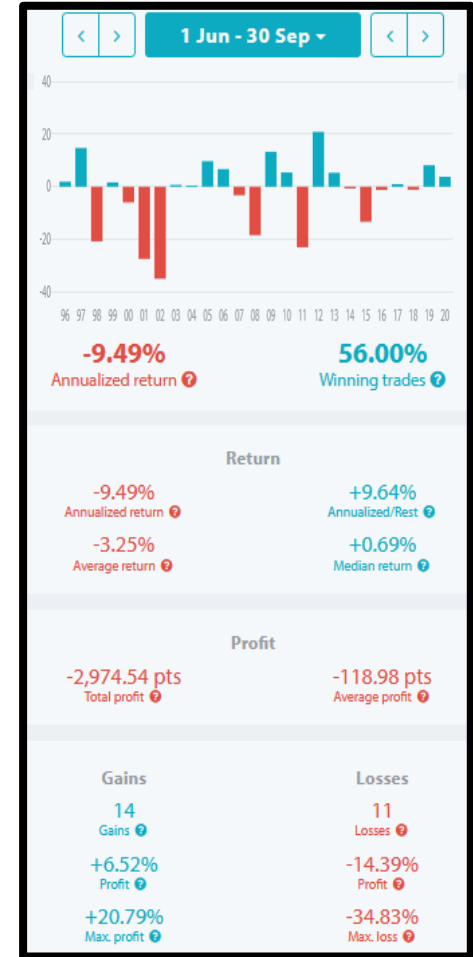 < > 1 Jun - 30 Sep < >
40
20
0
-20
-40
96 97 98 99 00 01 02 03 04 05 06 07 08 09 10 11 12 13 14 15 16 17 18 19 20
-9.49% 56.00%
Annualized return ? Winning trades ?
Return
-9.49% +9.64%
Annualized return ? Annualized/Rest ?
-3.25% +0.69%
Average return ? Median return ?
Profit
-2,974.54 pts -118.98 pts
Total profit ? Average profit ?
Gains Losses
14 11
Gains ? Losses ?
+6.52% -14.39%
Profit ? Profit ?
+20.79% -34.83%
Max. profit ? Max. loss ?